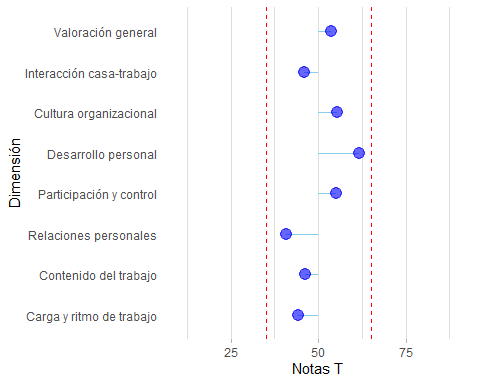 Valoración general
Interacción casa-trabajo
Cultura organizacional
Desarrollo personal
Participación y control
Relaciones personales
Contenido del trabajo
Carga y ritmo de trabajo
Dimensión
25 50 75
Notas T